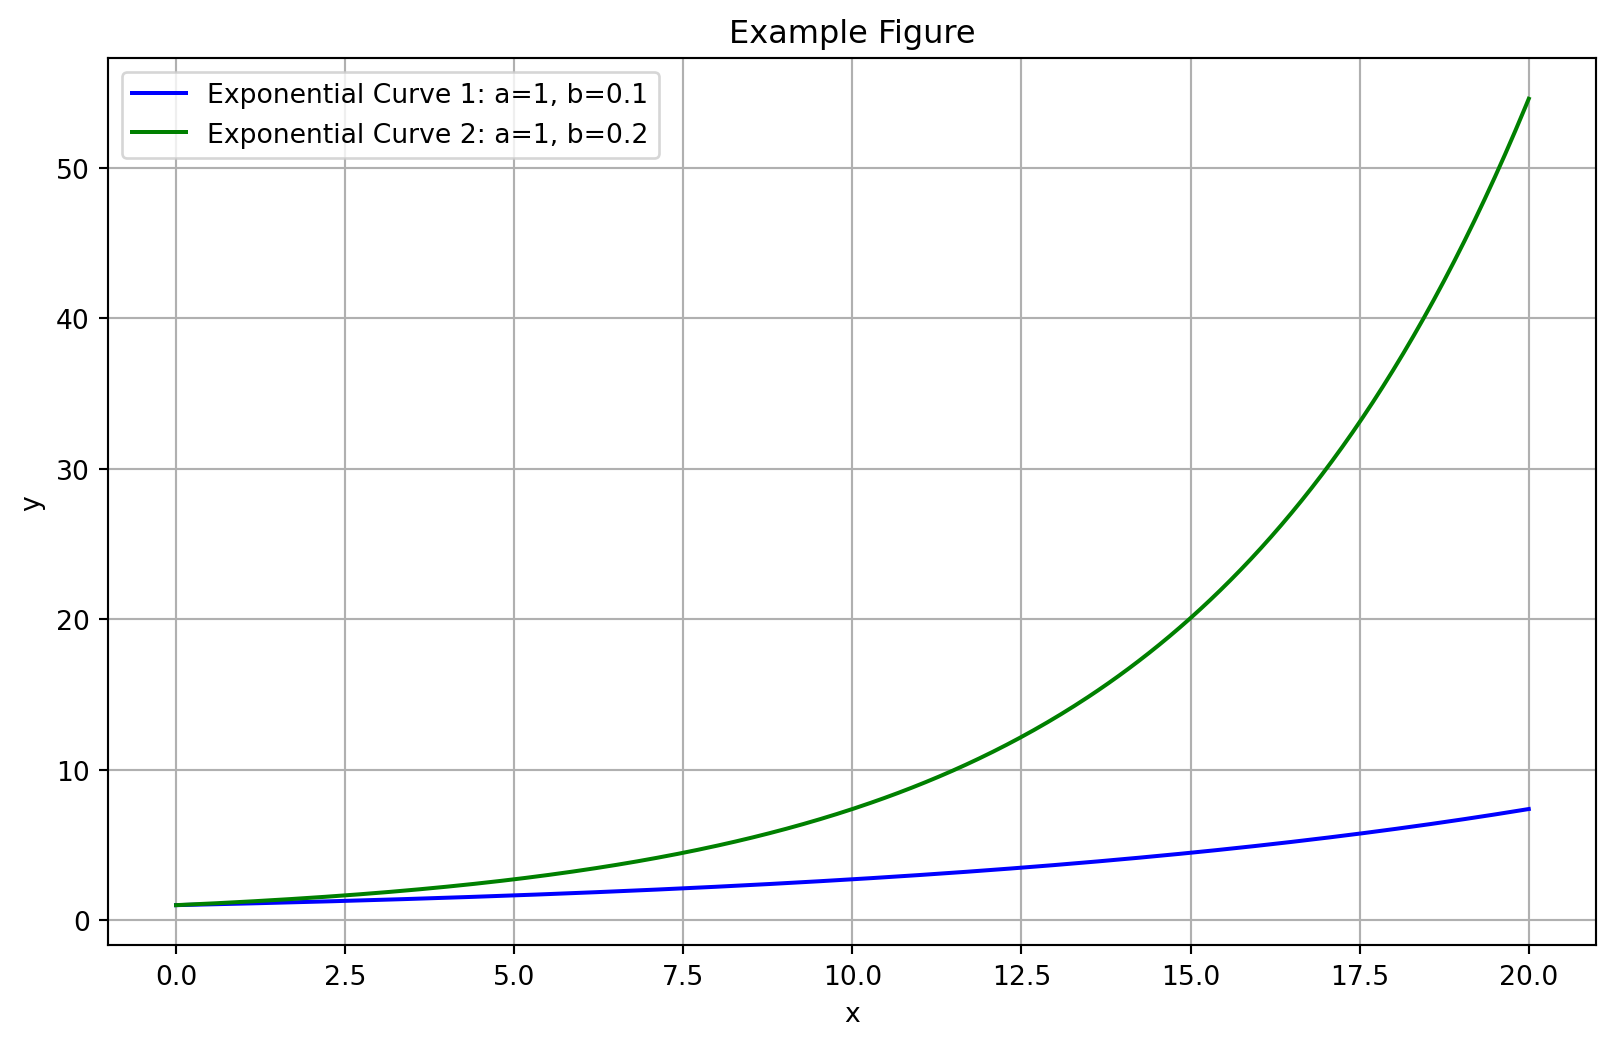 Example Figure
Exponential Curve 1: a=1, b=0.1
Exponential Curve 2: a=1, b=0.2
50
40
30
20
10
0
y
0.0 2.5 5.0 7.5 10.0 12.5 15.0 17.5 20.0
x